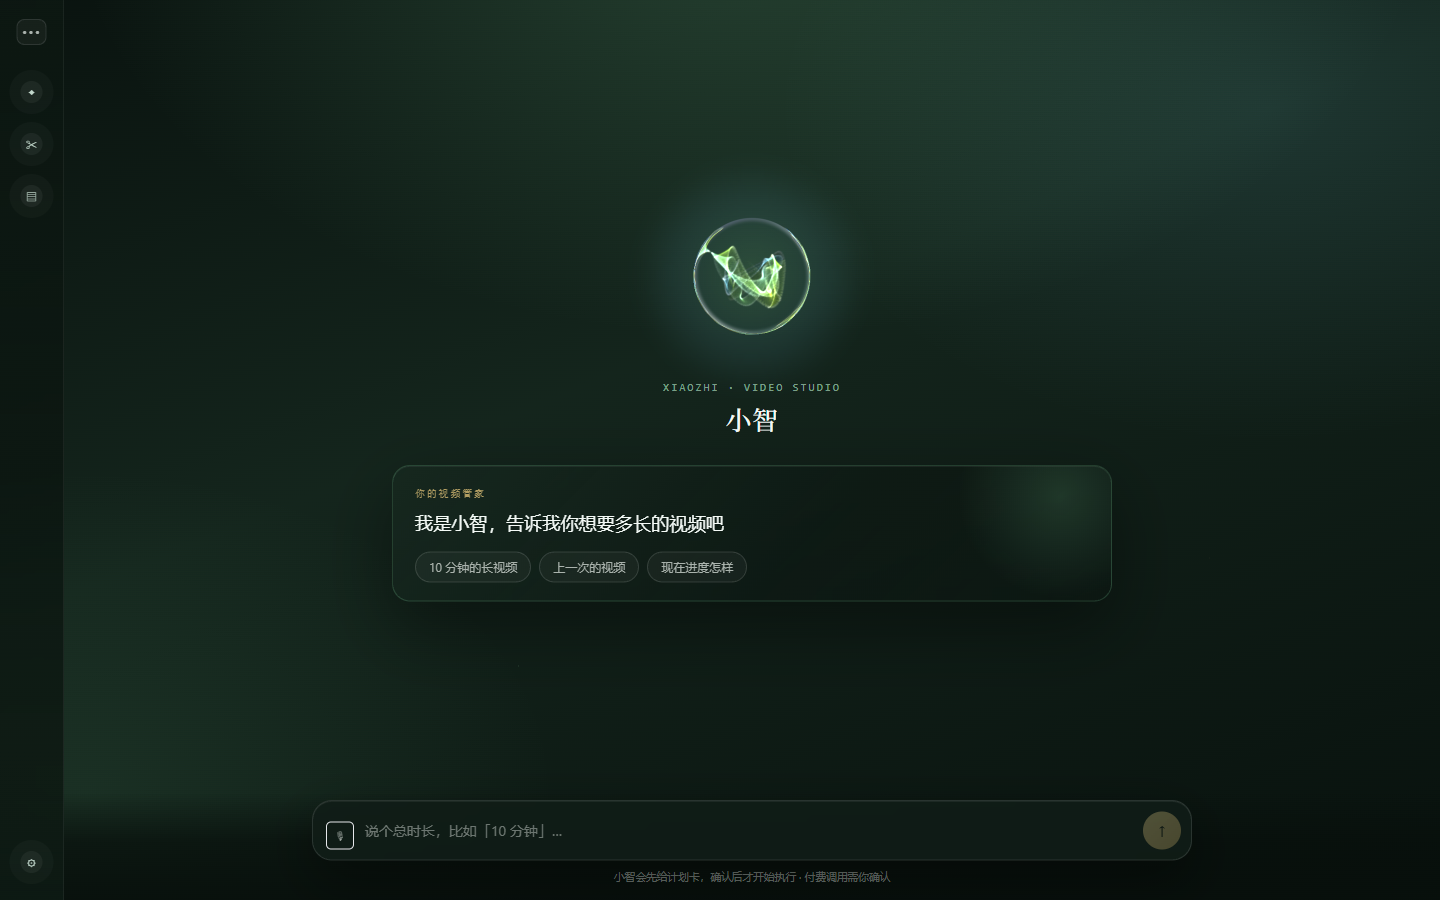 XIAOZHI · VIDEO STUDIO
小智
你的视频管家
我是小智，告诉我你想要多长的视频吧
10 分钟的长视频
上一次的视频
现在进度怎样
说个总时长，比如「10 分钟」...
小智会先给计划卡，确认后才开始执行 · 付费调用需你确认